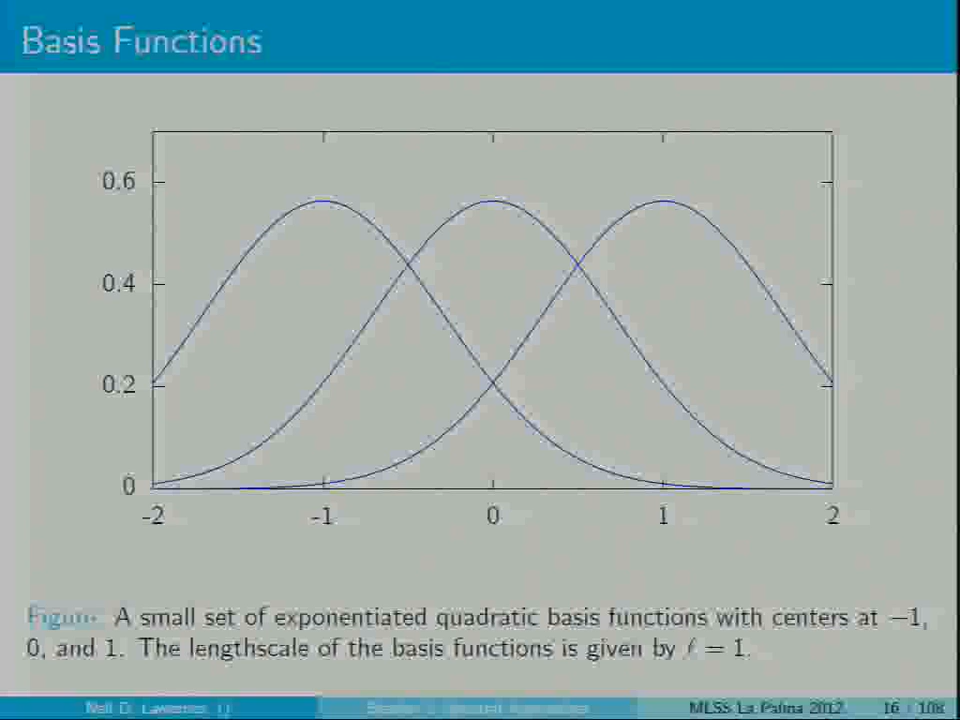 Basis Functions
0.6
0.4
0.2
0
-2 -1 0 1 2
Figure: A small set of exponentiated quadratic basis functions with centers at −1,
0, and 1. The lengthscale of the basis functions is given by ℓ = 1.
Neil D. Lawrence () MLSS La Palma 2012 16 / 108